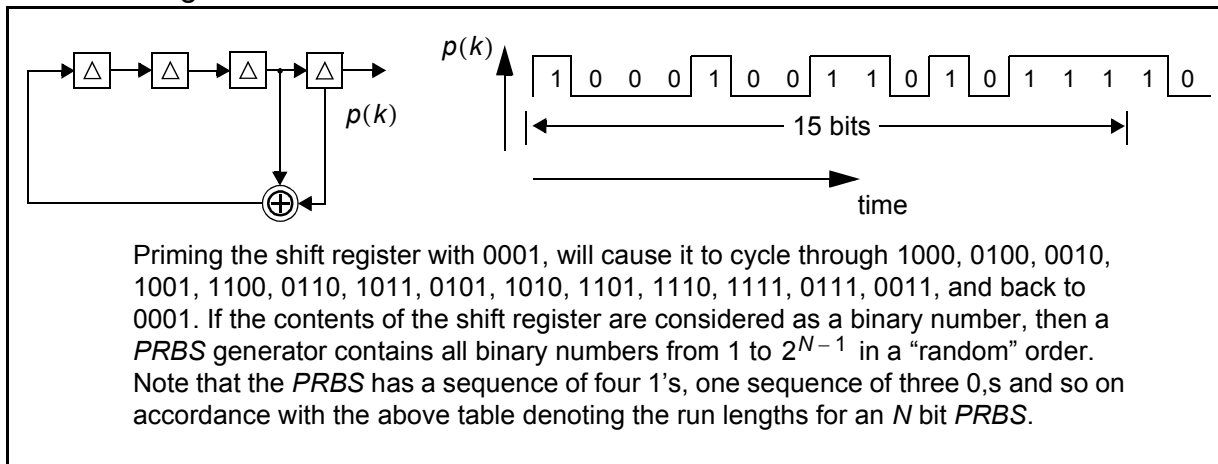 △ △ △ △
p(k)
⊕
p(k)
1 0 0 0 1 0 0 1 1 0 1 0 1 1 1 1 0
15 bits
time
Priming the shift register with 0001, will cause it to cycle through 1000, 0100, 0010,
1001, 1100, 0110, 1011, 0101, 1010, 1101, 1110, 1111, 0111, 0011, and back to
0001. If the contents of the shift register are considered as a binary number, then a
PRBS generator contains all binary numbers from 1 to 2^{N – 1} in a “random” order.
Note that the PRBS has a sequence of four 1's, one sequence of three 0,s and so on
accordance with the above table denoting the run lengths for an N bit PRBS.